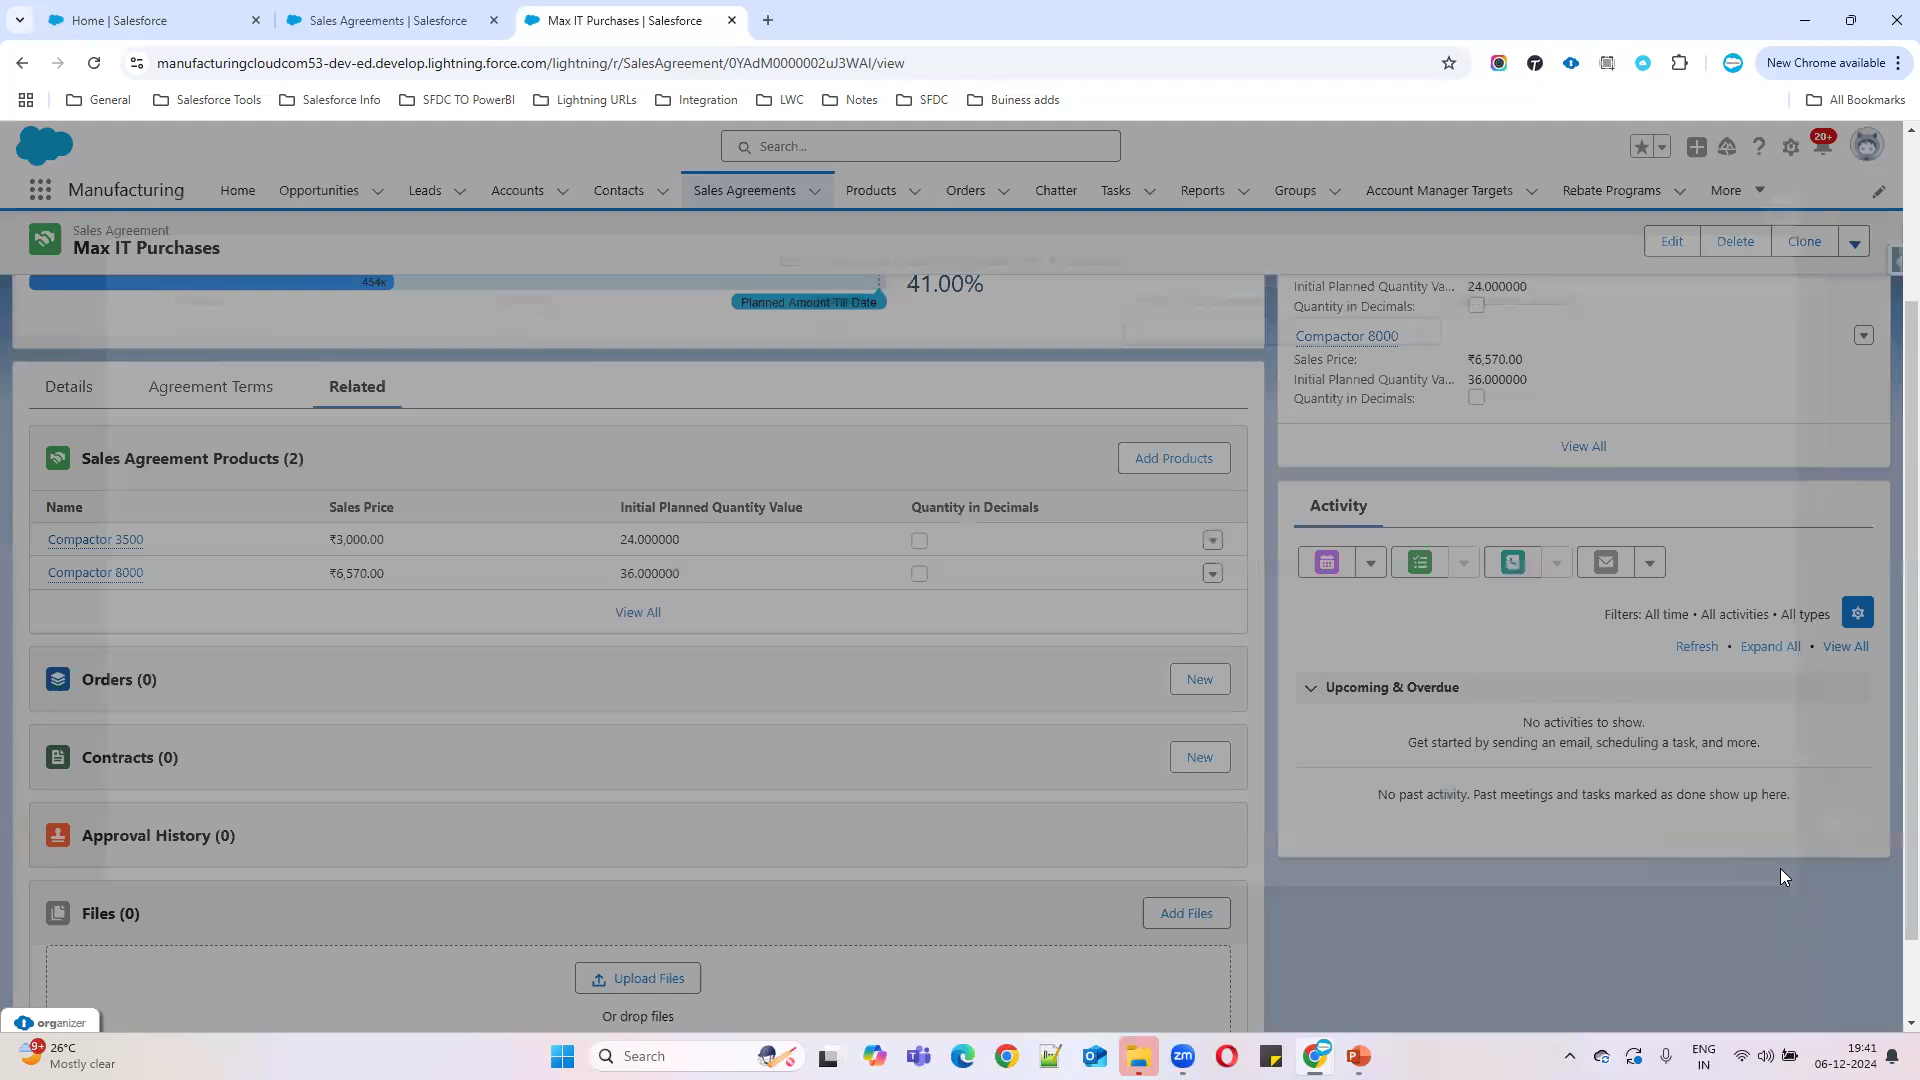 Home | Salesforce
Sales Agreements | Salesforce
Max IT Purchases | Salesforce
manufacturingcloudcom53-dev-ed.develop.lightning.force.com/lightning/r/SalesAgreement/0YAdM0000002uJ3WAI/view
New Chrome available
General
Salesforce Tools
Salesforce Info
SFDC TO PowerBI
Lightning URLs
Integration
LWC
Notes
SFDC
Buiness adds
All Bookmarks
Search...
20+
Manufacturing
Home
Opportunities
Leads
Accounts
Contacts
Sales Agreements
Products
Orders
Chatter
Tasks
Reports
Groups
Account Manager Targets
Rebate Programs
More
Sales Agreement
Max IT Purchases
Edit
Delete
Clone
454K
41.00%
Planned Amount Till Date
Initial Planned Quantity Va... 24.000000
Quantity in Decimals:
Compactor 8000
Sales Price: ₹6,570.00
Initial Planned Quantity Va... 36.000000
Quantity in Decimals:
View All
Details
Agreement Terms
Related
Sales Agreement Products (2)
Add Products
Name Sales Price Initial Planned Quantity Value Quantity in Decimals
Compactor 3500 ₹3,000.00 24.000000
Compactor 8000 ₹6,570.00 36.000000
View All
Orders (0)
New
Contracts (0)
New
Approval History (0)
Files (0)
Add Files
Upload Files
Or drop files
Activity
Filters: All time • All activities • All types
Refresh • Expand All • View All
Upcoming & Overdue
No activities to show.
Get started by sending an email, scheduling a task, and more.
No past activity. Past meetings and tasks marked as done show up here.
organizer
9+
26°C
Mostly clear
Search
zm
ENG
IN
19:41
06-12-2024